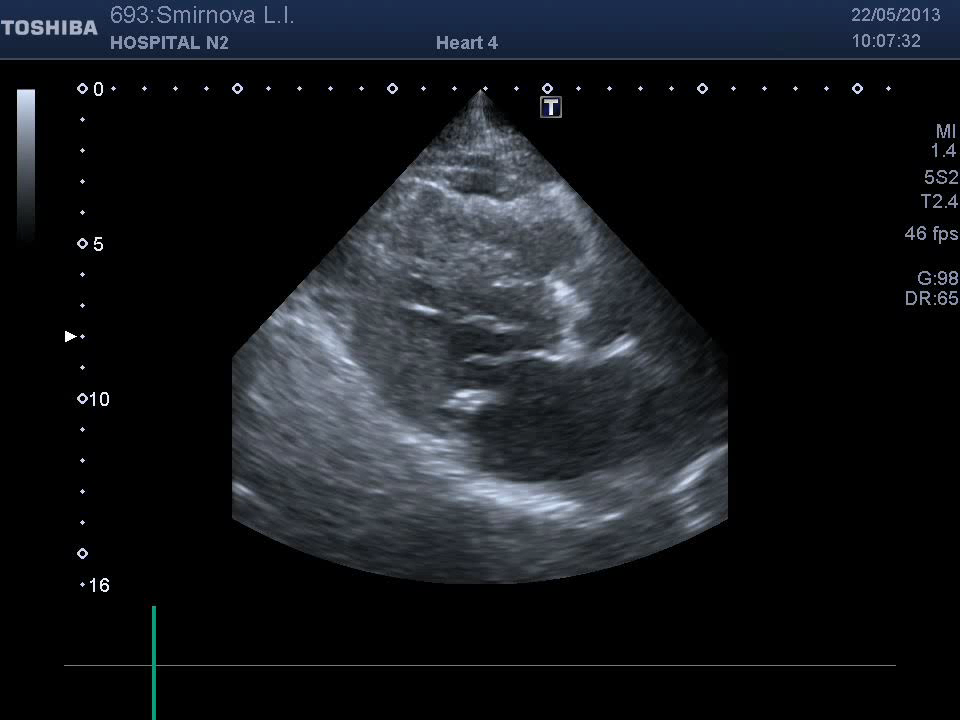 TOSHIBA
693:Smirnova L.I.
22/05/2013
HOSPITAL N2
Heart 4
10:07:32
0
T
MI
1.4
5S2
T2.4
46 fps
5
G:98
DR:65
10
16